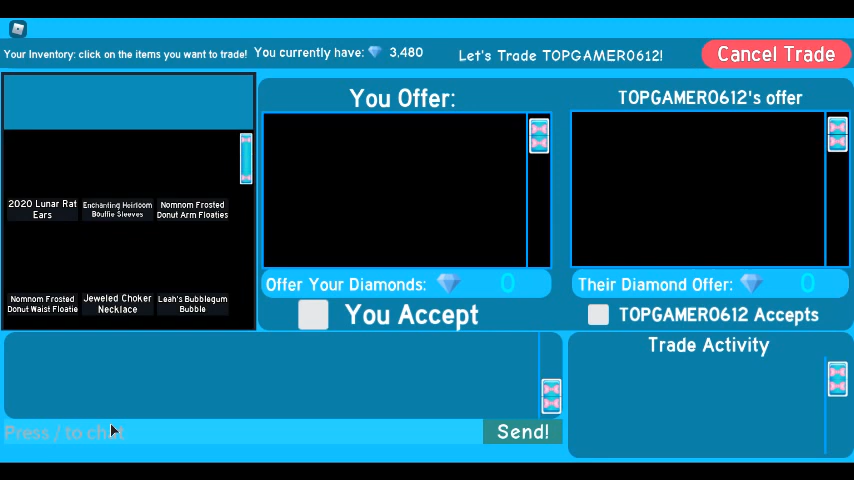 Your Inventory: click on the items you want to trade!
You currently have: 3,480
Let's Trade TOPGAMER0612!
Cancel Trade
You Offer:
TOPGAMER0612's offer
2020 Lunar Rat
Ears
Enchanting Heirloom
Bouffie Sleeves
Nomnom Frosted
Donut Arm Floaties
Nomnom Frosted
Donut Waist Floatie
Jeweled Choker
Necklace
Leah's Bubblegum
Bubble
Offer Your Diamonds: 0
Their Diamond Offer: 0
You Accept
TOPGAMER0612 Accepts
Trade Activity
Press / to chat
Send!